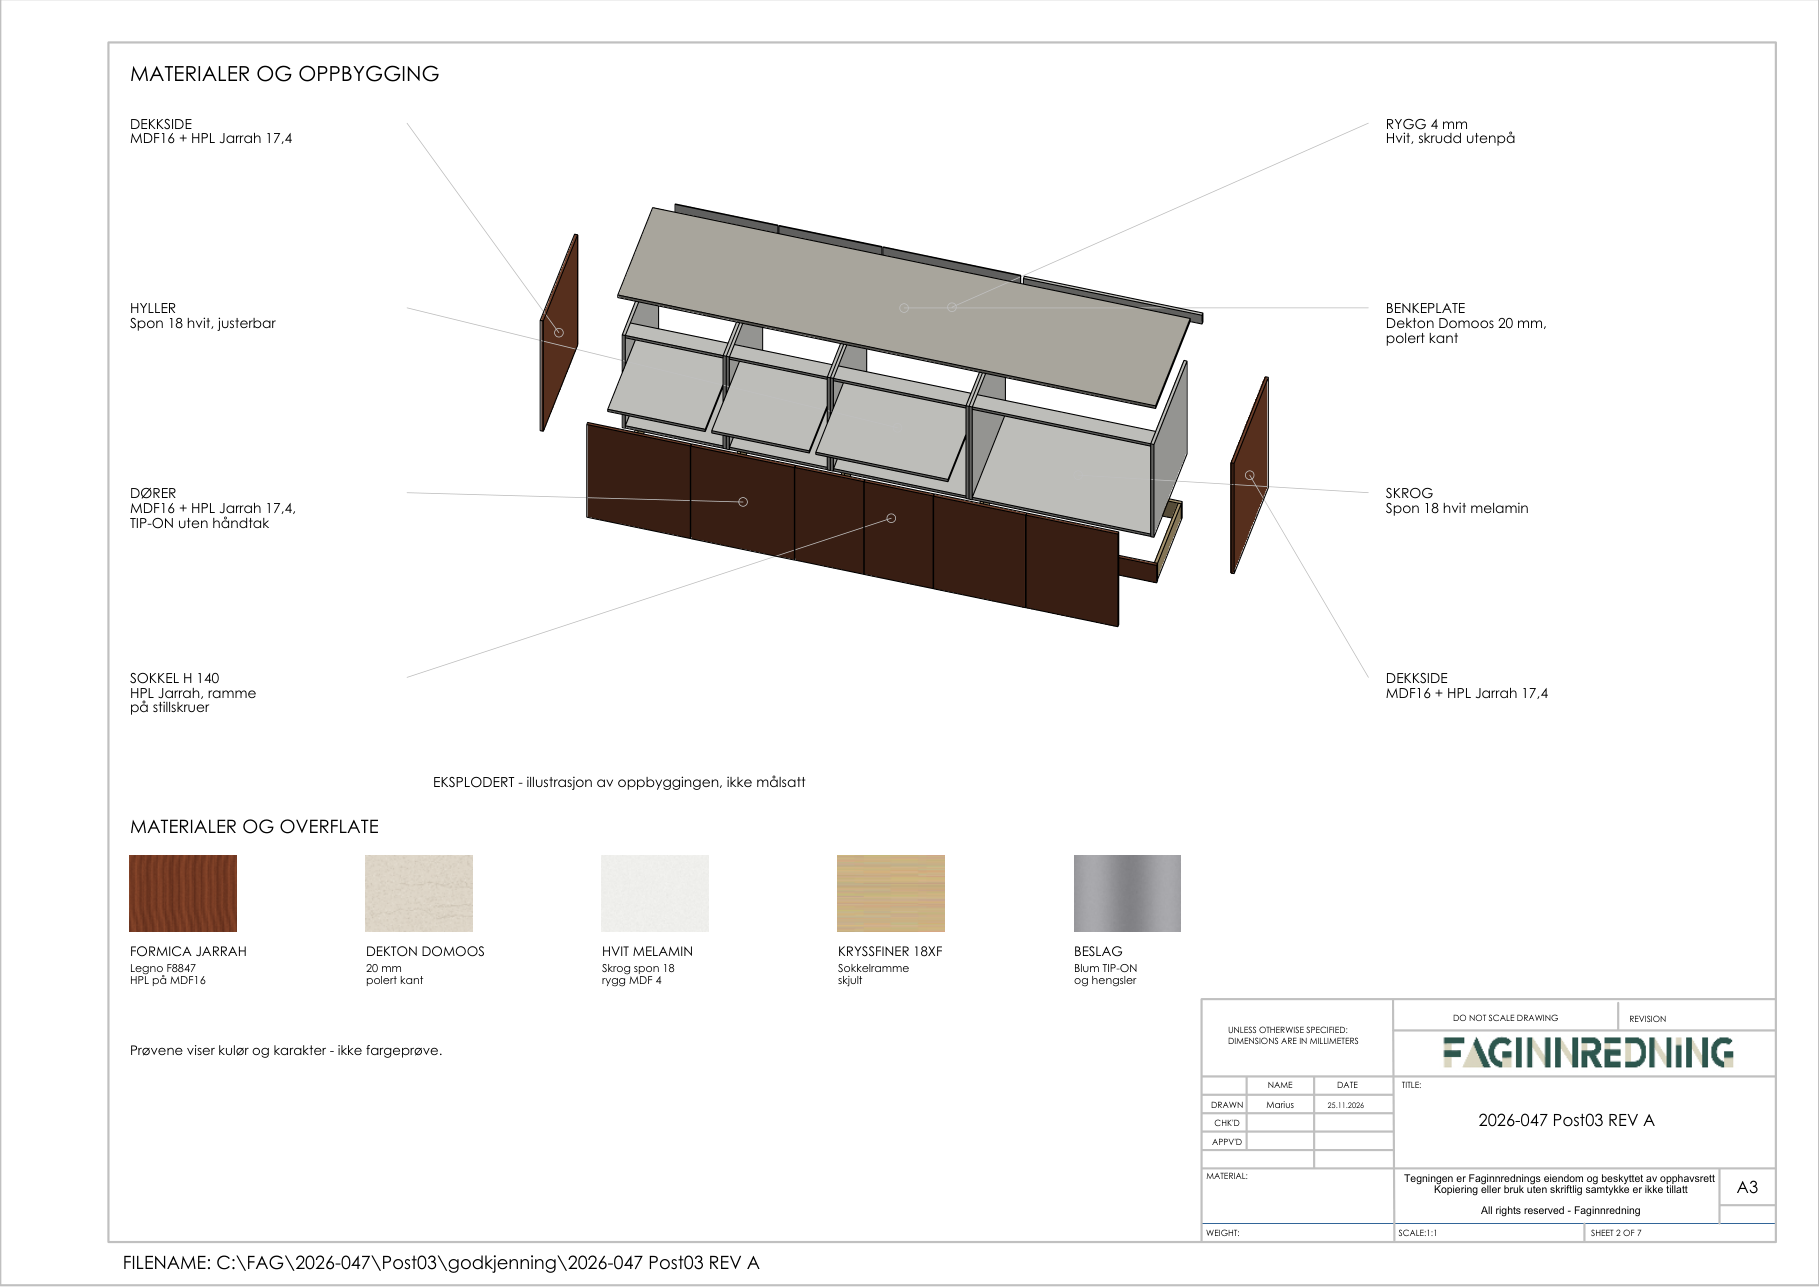 MATERIALER OG OPPBYGGING
DEKKSIDE
MDF16 + HPL Jarrah 17,4
RYGG 4 mm
Hvit, skrudd utenpå
HYLLER
Spon 18 hvit, justerbar
BENKEPLATE
Dekton Domoos 20 mm,
polert kant
DØRER
MDF16 + HPL Jarrah 17,4,
TIP-ON uten håndtak
SKROG
Spon 18 hvit melamin
SOKKEL H 140
HPL Jarrah, ramme
på stillskruer
DEKKSIDE
MDF16 + HPL Jarrah 17,4
EKSPLODERT - illustrasjon av oppbyggingen, ikke målsatt
MATERIALER OG OVERFLATE
FORMICA JARRAH
Legno F8847
HPL på MDF16
DEKTON DOMOOS
20 mm
polert kant
HVIT MELAMIN
Skrog spon 18
rygg MDF 4
KRYSSFINER 18XF
Sokkelramme
skjult
BESLAG
Blum TIP-ON
og hengsler
Prøvene viser kulør og karakter - ikke fargeprøve.
UNLESS OTHERWISE SPECIFIED:
DIMENSIONS ARE IN MILLIMETERS
DO NOT SCALE DRAWING
REVISION
FAGINNREDNING
NAME DATE
DRAWN Marius 25.11.2026
CHK'D
APPV'D
TITLE:
2026-047 Post03 REV A
MATERIAL:
Tegningen er Faginnrednings eiendom og beskyttet av opphavsrett
Kopiering eller bruk uten skriftlig samtykke er ikke tillatt
All rights reserved - Faginnredning
A3
WEIGHT:
SCALE:1:1
SHEET 2 OF 7
FILENAME: C:\FAG\2026-047\Post03\godkjenning\2026-047 Post03 REV A